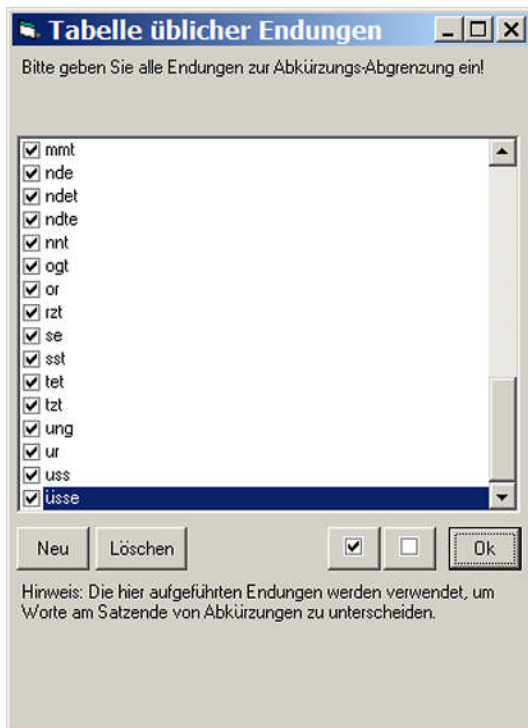 Tabelle üblicher Endungen
Bitte geben Sie alle Endungen zur Abkürzungs-Abgrenzung ein!
mmt
nde
ndet
ndte
nnt
ogt
or
rzt
se
sst
tet
tzt
ung
ur
uss
üsse
Neu Löschen Ok
Hinweis: Die hier aufgeführten Endungen werden verwendet, um
Worte am Satzende von Abkürzungen zu unterscheiden.